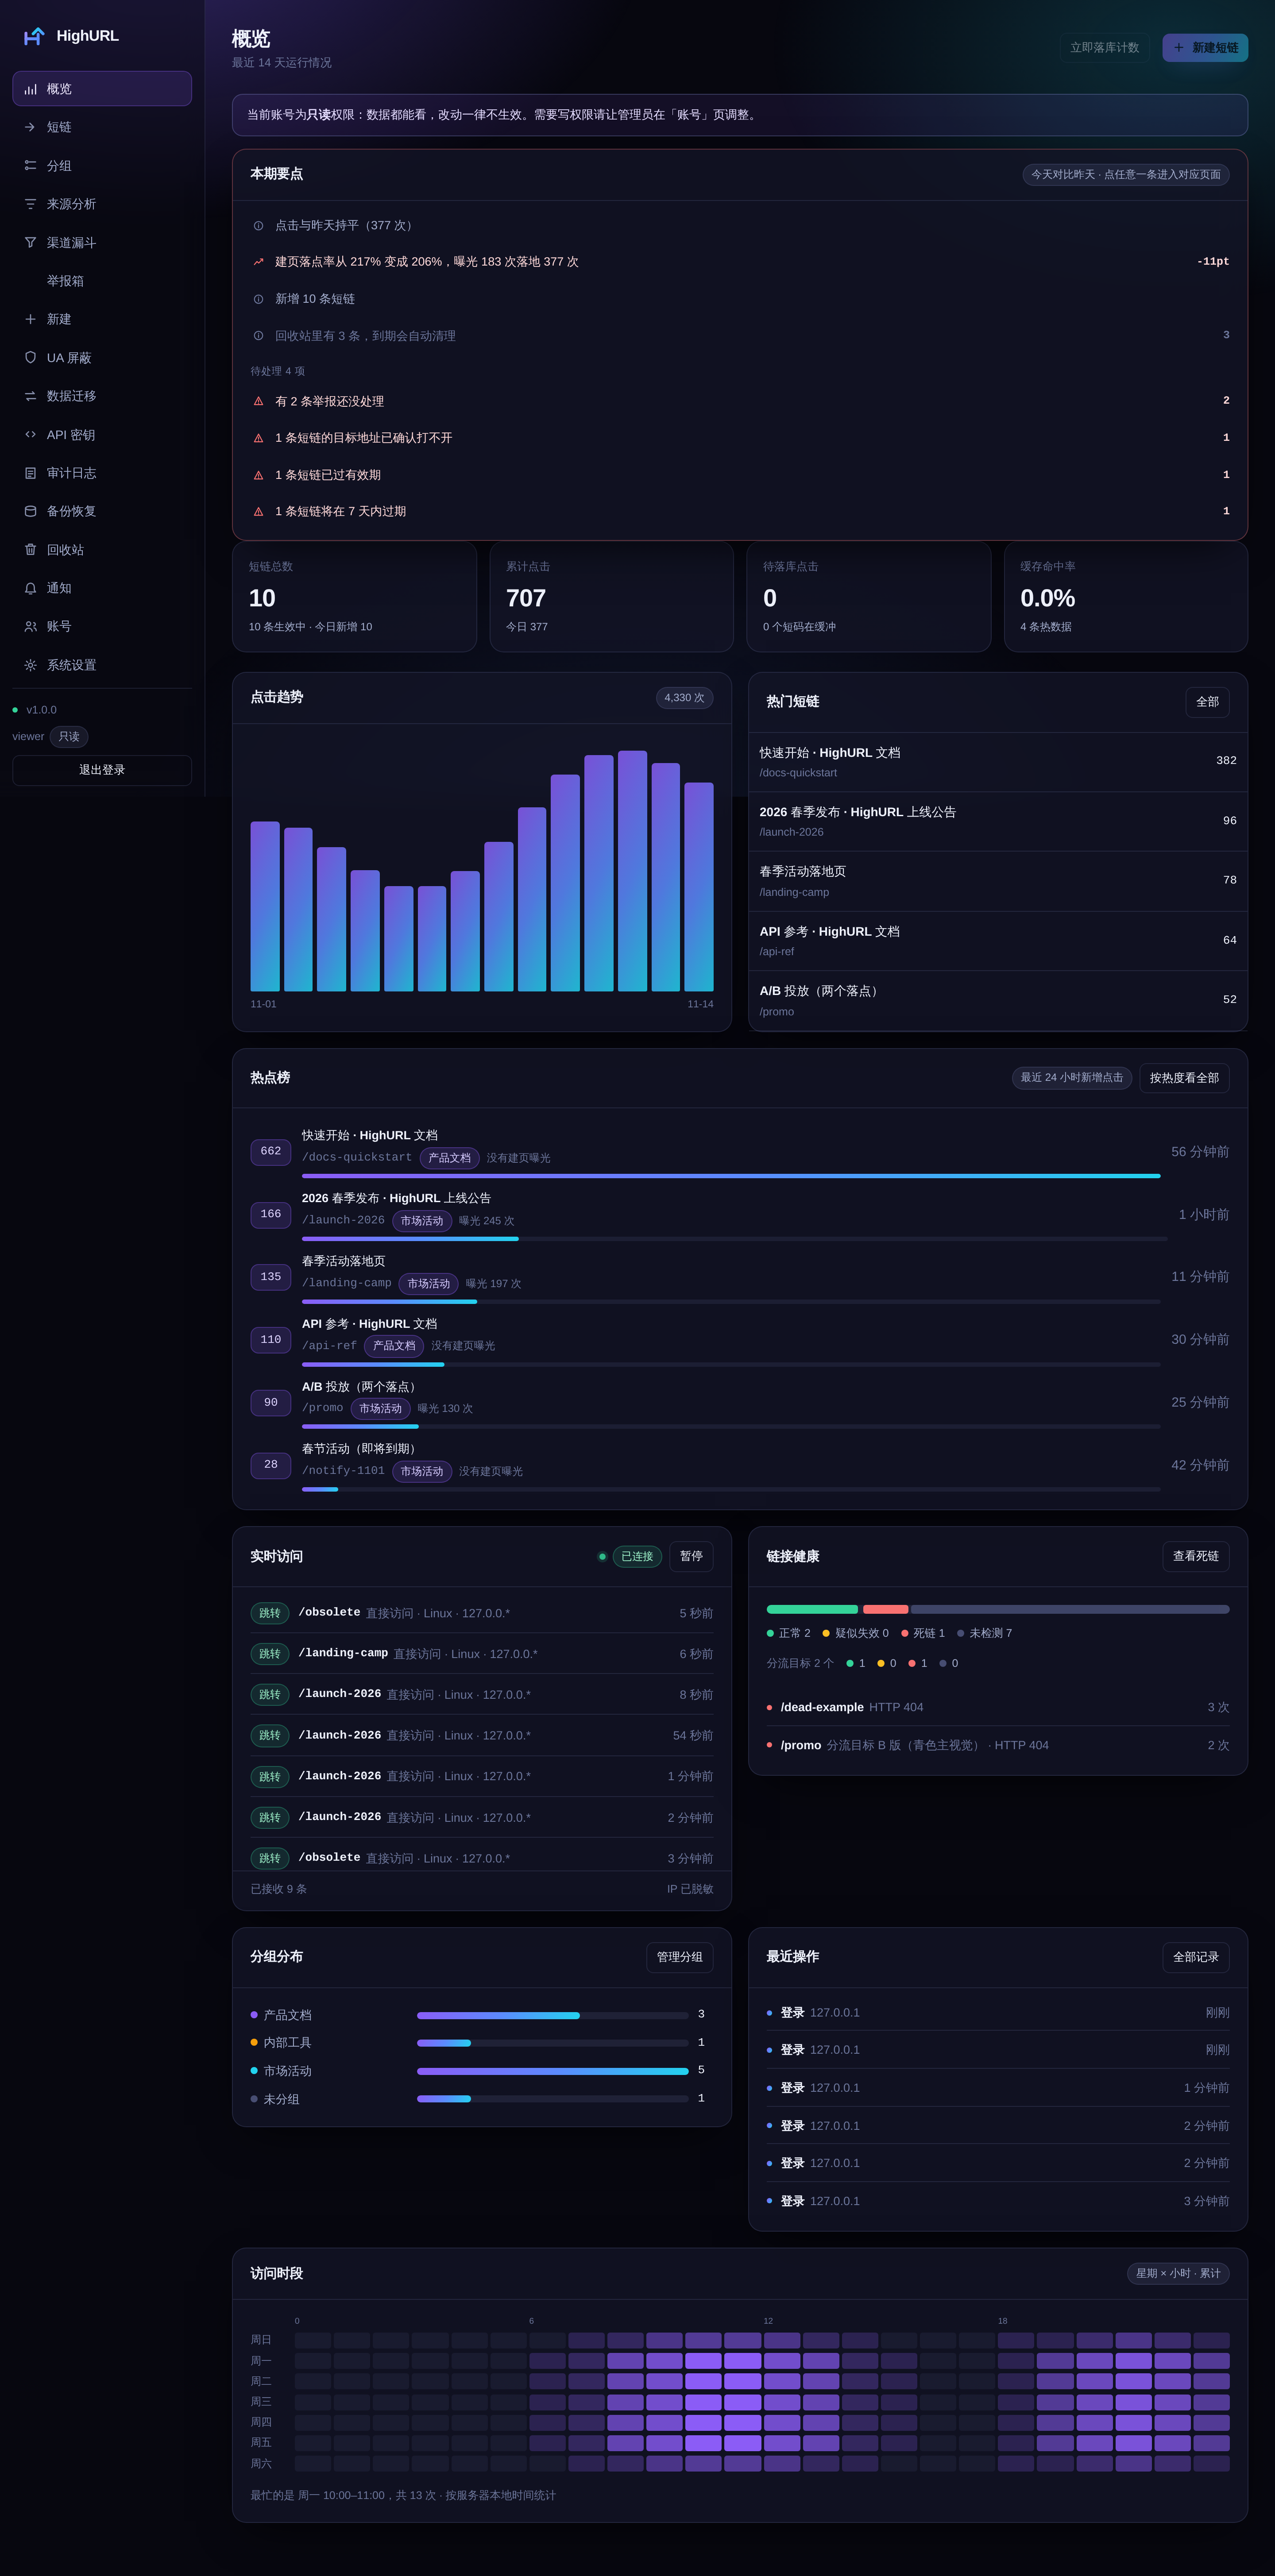 HighURL
概览
短链
分组
来源分析
渠道漏斗
举报箱
新建
UA 屏蔽
数据迁移
API 密钥
审计日志
备份恢复
回收站
通知
账号
系统设置
v1.0.0
viewer 只读
退出登录
概览
最近 14 天运行情况
立即落库计数
新建短链
当前账号为只读权限：数据都能看，改动一律不生效。需要写权限请让管理员在「账号」页调整。
本期要点
今天对比昨天 · 点任意一条进入对应页面
点击与昨天持平（377 次）
建页落点率从 217% 变成 206%，曝光 183 次落地 377 次 -11pt
新增 10 条短链
回收站里有 3 条，到期会自动清理 3
待处理 4 项
有 2 条举报还没处理 2
1 条短链的目标地址已确认打不开 1
1 条短链已过有效期 1
1 条短链将在 7 天内过期 1
短链总数
10
10 条生效中 · 今日新增 10
累计点击
707
今日 377
待落库点击
0
0 个短码在缓冲
缓存命中率
0.0%
4 条热数据
点击趋势
4,330 次
11-01 11-14
热门短链
全部
快速开始 · HighURL 文档
/docs-quickstart
382
2026 春季发布 · HighURL 上线公告
/launch-2026
96
春季活动落地页
/landing-camp
78
API 参考 · HighURL 文档
/api-ref
64
A/B 投放（两个落点）
/promo
52
热点榜
最近 24 小时新增点击
按热度看全部
662
快速开始 · HighURL 文档
/docs-quickstart 产品文档 没有建页曝光
56 分钟前
166
2026 春季发布 · HighURL 上线公告
/launch-2026 市场活动 曝光 245 次
1 小时前
135
春季活动落地页
/landing-camp 市场活动 曝光 197 次
11 分钟前
110
API 参考 · HighURL 文档
/api-ref 产品文档 没有建页曝光
30 分钟前
90
A/B 投放（两个落点）
/promo 市场活动 曝光 130 次
25 分钟前
28
春节活动（即将到期）
/notify-1101 市场活动 没有建页曝光
42 分钟前
实时访问
已连接
暂停
跳转 /obsolete 直接访问 · Linux · 127.0.0.* 5 秒前
跳转 /landing-camp 直接访问 · Linux · 127.0.0.* 6 秒前
跳转 /launch-2026 直接访问 · Linux · 127.0.0.* 8 秒前
跳转 /launch-2026 直接访问 · Linux · 127.0.0.* 54 秒前
跳转 /launch-2026 直接访问 · Linux · 127.0.0.* 1 分钟前
跳转 /launch-2026 直接访问 · Linux · 127.0.0.* 2 分钟前
跳转 /obsolete 直接访问 · Linux · 127.0.0.* 3 分钟前
已接收 9 条 IP 已脱敏
链接健康
查看死链
正常 2 疑似失效 0 死链 1 未检测 7
分流目标 2 个 1 0 1 0
/dead-example HTTP 404 3 次
/promo 分流目标 B 版（青色主视觉） · HTTP 404 2 次
分组分布
管理分组
产品文档 3
内部工具 1
市场活动 5
未分组 1
最近操作
全部记录
登录 127.0.0.1 刚刚
登录 127.0.0.1 刚刚
登录 127.0.0.1 1 分钟前
登录 127.0.0.1 2 分钟前
登录 127.0.0.1 2 分钟前
登录 127.0.0.1 3 分钟前
访问时段
星期 × 小时 · 累计
0 6 12 18
周日
周一
周二
周三
周四
周五
周六
最忙的是 周一 10:00–11:00，共 13 次 · 按服务器本地时间统计